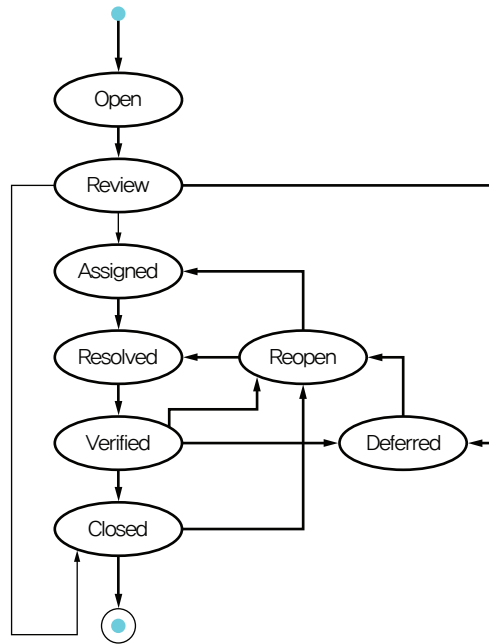 Open
Review
Assigned
Resolved
Reopen
Verified
Deferred
Closed